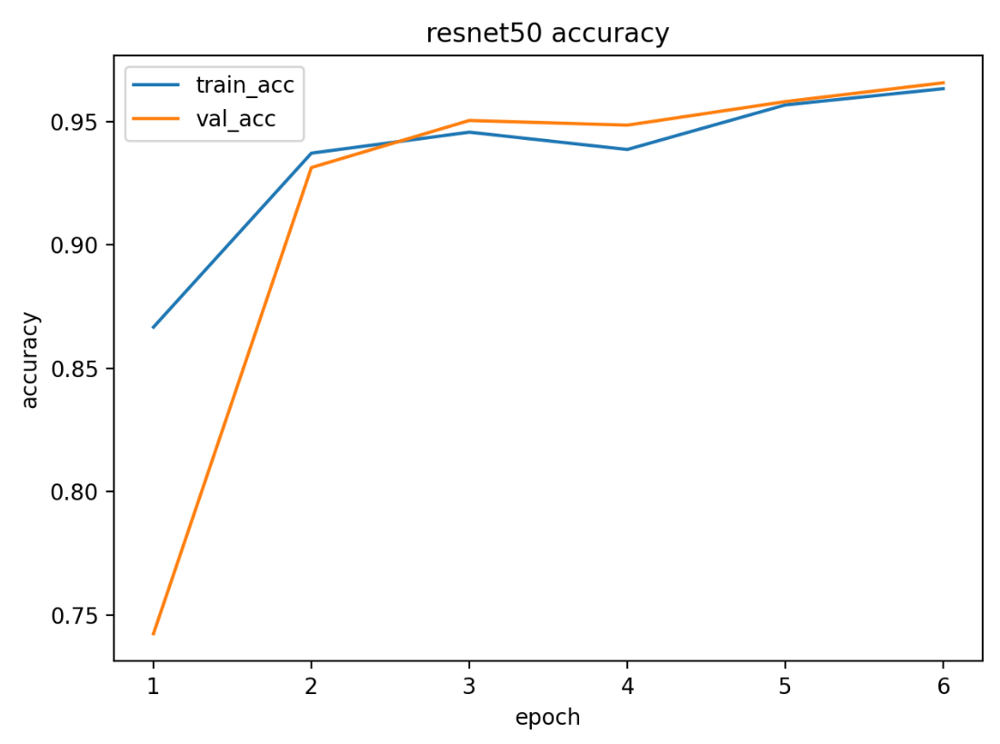 resnet50 accuracy
train_acc
val_acc
0.95
0.90
0.85
0.80
0.75
accuracy
1 2 3 4 5 6
epoch